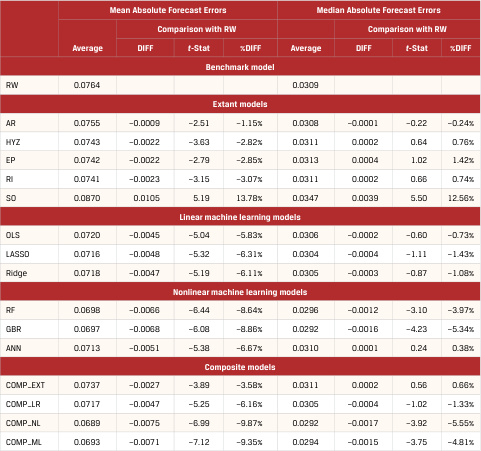 Mean Absolute Forecast Errors Median Absolute Forecast Errors
Comparison with RW Comparison with RW
Average DIFF t-Stat %DIFF Average DIFF t-Stat %DIFF
Benchmark model
RW 0.0764 0.0309
Extant models
AR 0.0755 −0.0009 −2.51 −1.15% 0.0308 −0.0001 −0.22 −0.24%
HYZ 0.0743 −0.0022 −3.63 −2.82% 0.0311 0.0002 0.64 0.76%
EP 0.0742 −0.0022 −2.79 −2.85% 0.0313 0.0004 1.02 1.42%
RI 0.0741 −0.0023 −3.15 −3.07% 0.0311 0.0002 0.66 0.74%
SO 0.0870 0.0105 5.19 13.78% 0.0347 0.0039 5.50 12.56%
Linear machine learning models
OLS 0.0720 −0.0045 −5.04 −5.83% 0.0306 −0.0002 −0.60 −0.73%
LASSO 0.0716 −0.0048 −5.32 −6.31% 0.0304 −0.0004 −1.11 −1.43%
Ridge 0.0718 −0.0047 −5.19 −6.11% 0.0305 −0.0003 −0.87 −1.08%
Nonlinear machine learning models
RF 0.0698 −0.0066 −6.44 −8.64% 0.0296 −0.0012 −3.10 −3.97%
GBR 0.0697 −0.0068 −6.08 −8.86% 0.0292 −0.0016 −4.23 −5.34%
ANN 0.0713 −0.0051 −5.38 −6.67% 0.0310 0.0001 0.24 0.38%
Composite models
COMP_EXT 0.0737 −0.0027 −3.89 −3.58% 0.0311 0.0002 0.56 0.66%
COMP_LR 0.0717 −0.0047 −5.25 −6.16% 0.0305 −0.0004 −1.02 −1.33%
COMP_NL 0.0689 −0.0075 −6.99 −9.87% 0.0292 −0.0017 −3.92 −5.55%
COMP_ML 0.0693 −0.0071 −7.12 −9.35% 0.0294 −0.0015 −3.75 −4.81%